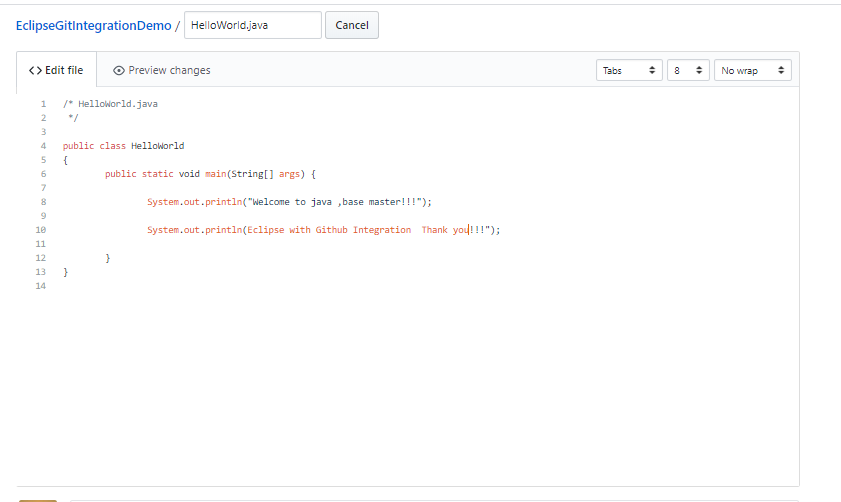 EclipseGitIntegrationDemo / HelloWorld.java Cancel
<> Edit file Preview changes Tabs 8 No wrap
1 /* HelloWorld.java
2 */
3
4 public class HelloWorld
5 {
6 public static void main(String[] args) {
7
8 System.out.println("Welcome to java ,base master!!!");
9
10 System.out.println(Eclipse with Github Integration  Thank you!!!");
11
12 }
13 }
14